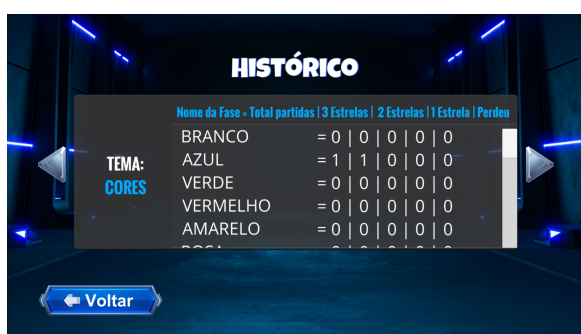 HISTÓRICO
Nome da Fase = Total partidas | 3 Estrelas | 2 Estrelas | 1 Estrela | Perdeu
TEMA:
CORES
BRANCO = 0 | 0 | 0 | 0 | 0
AZUL = 1 | 1 | 0 | 0 | 0
VERDE = 0 | 0 | 0 | 0 | 0
VERMELHO = 0 | 0 | 0 | 0 | 0
AMARELO = 0 | 0 | 0 | 0 | 0
Voltar